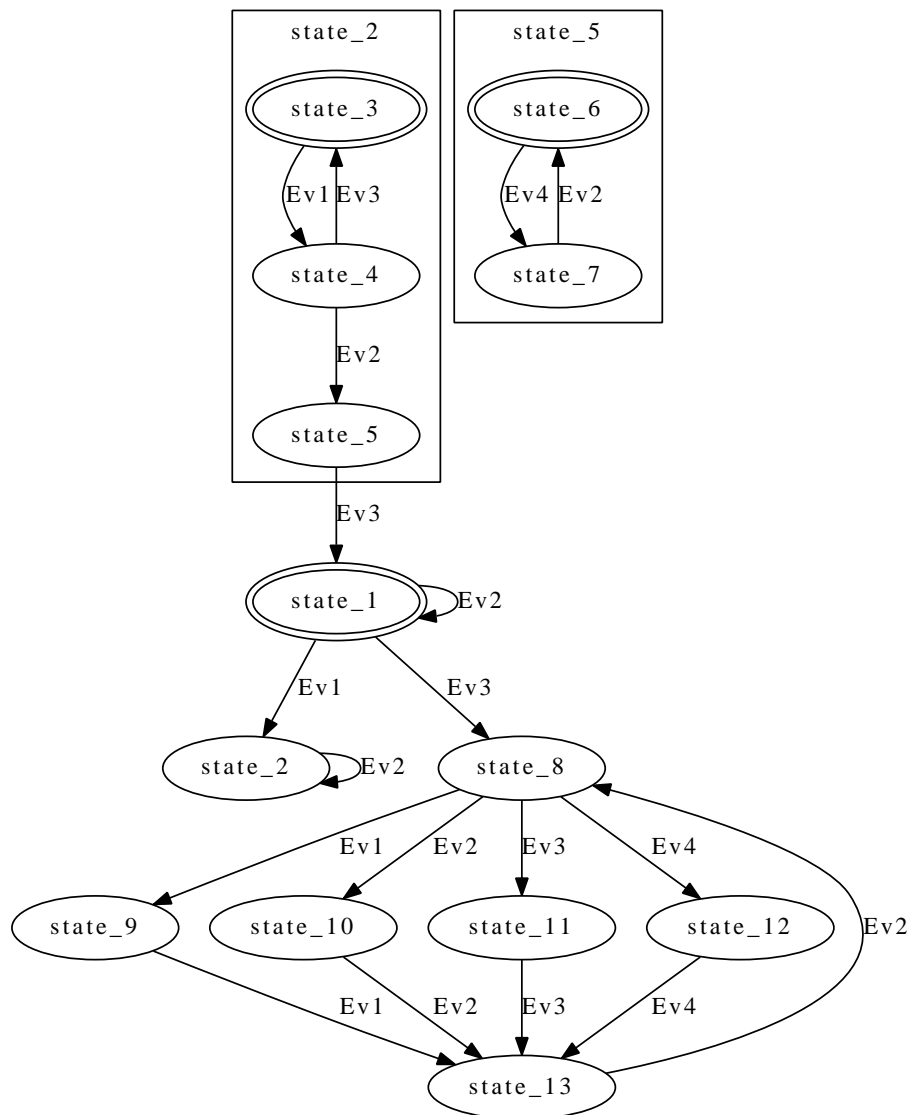 state_2
state_5
state_3
state_6
Ev1
Ev3
Ev4
Ev2
state_4
state_7
Ev2
state_5
Ev3
state_1
Ev2
Ev1
Ev3
state_2
Ev2
state_8
Ev1
Ev2
Ev3
Ev4
state_9
state_10
state_11
state_12
Ev2
Ev1
Ev2
Ev3
Ev4
state_13